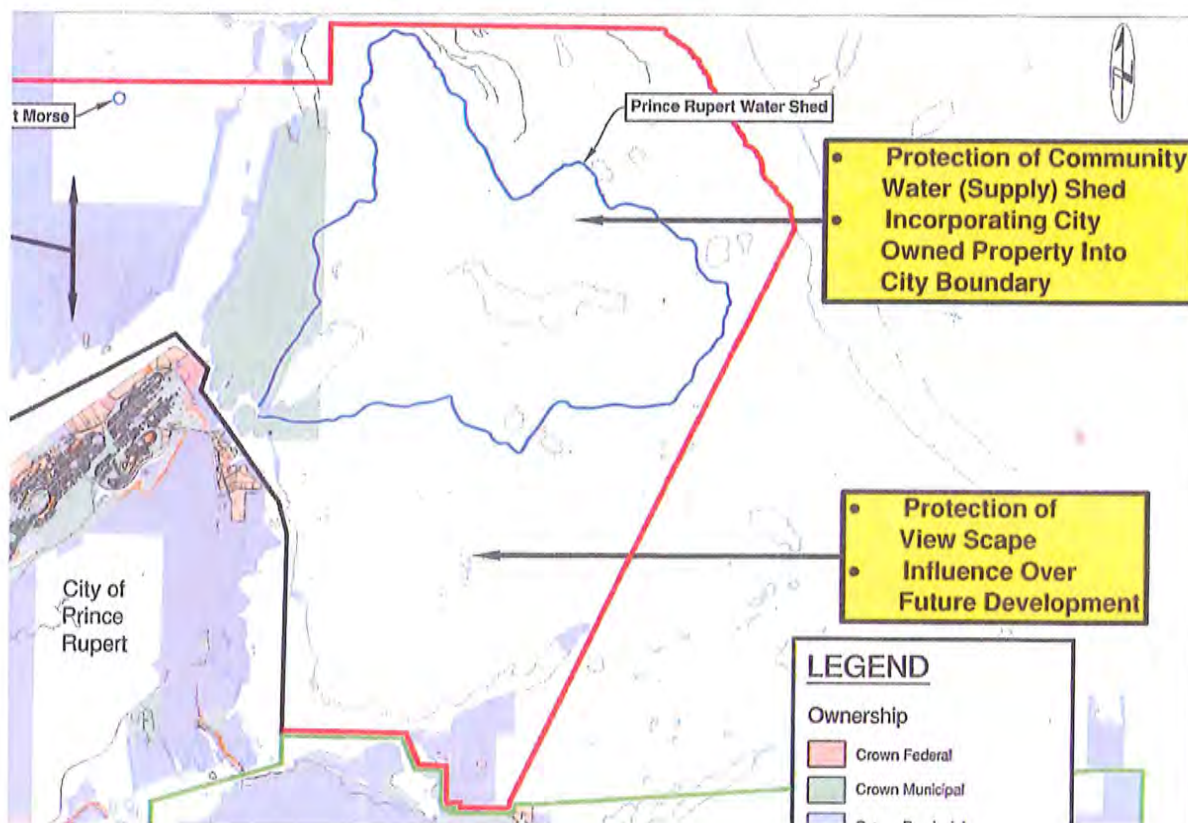 t Morse
Prince Rupert Water Shed
• Protection of Community
Water (Supply) Shed
• Incorporating City
Owned Property Into
City Boundary
• Protection of
View Scape
• Influence Over
Future Development
City of
Prince
Rupert
LEGEND
Ownership
Crown Federal
Crown Municipal